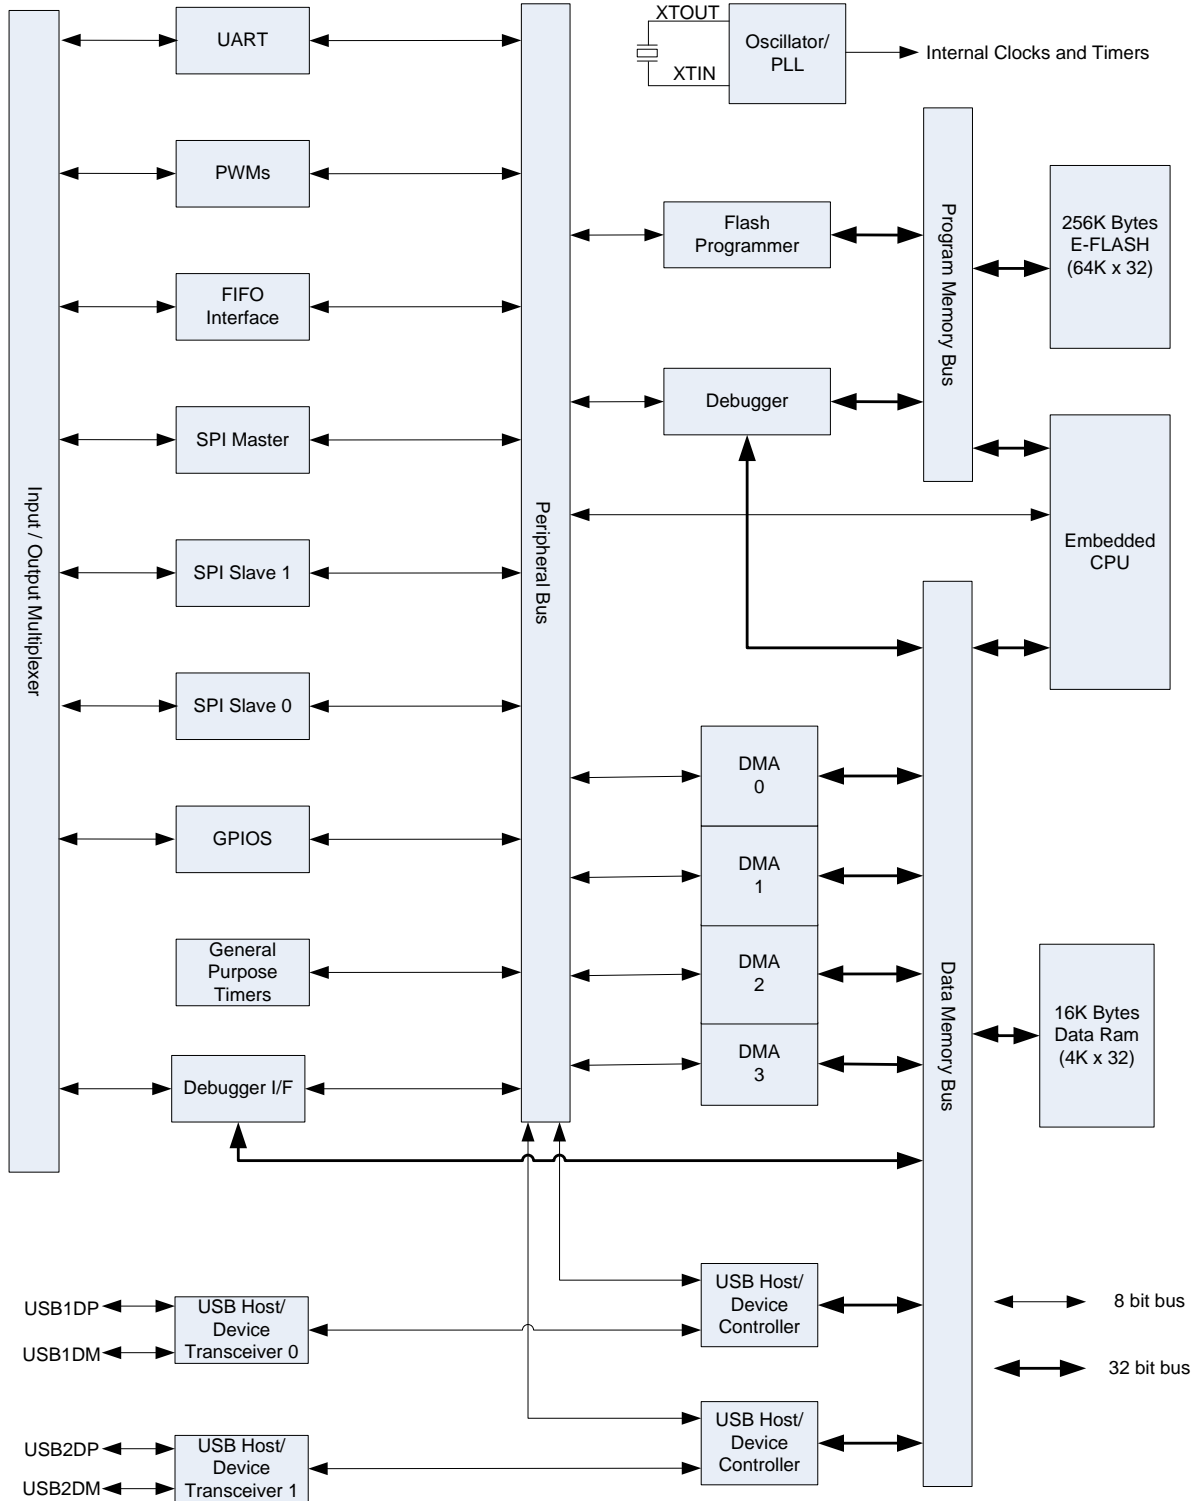 XTOUT
XTIN
Oscillator/
PLL
Internal Clocks and Timers
UART
PWMs
FIFO
Interface
SPI Master
SPI Slave 1
SPI Slave 0
GPIOS
General
Purpose
Timers
Debugger I/F
Input / Output Multiplexer
Peripheral Bus
Flash
Programmer
Debugger
Program Memory Bus
256K Bytes
E-FLASH
(64K x 32)
Embedded
CPU
DMA
0
DMA
1
DMA
2
DMA
3
Data Memory Bus
16K Bytes
Data Ram
(4K x 32)
USB1DP
USB1DM
USB Host/
Device
Transceiver 0
USB Host/
Device
Controller
8 bit bus
32 bit bus
USB2DP
USB2DM
USB Host/
Device
Transceiver 1
USB Host/
Device
Controller